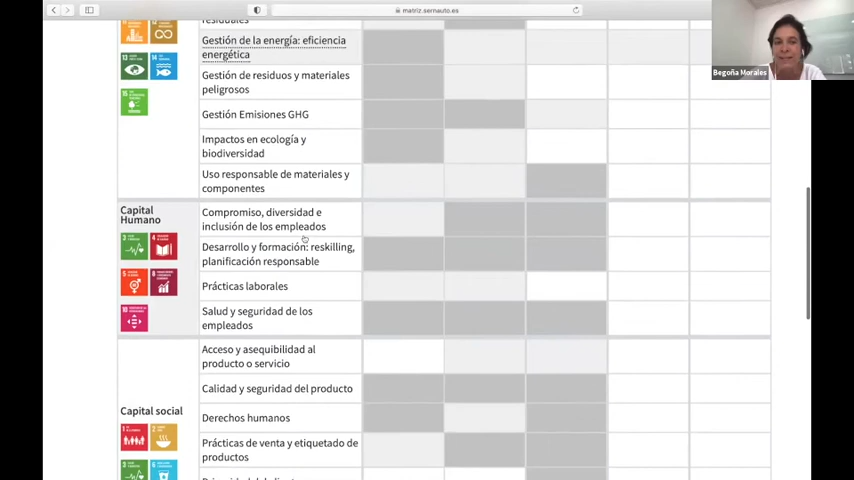 matriz.sernauto.es
Begoña Morales
residuales
Gestión de la energía: eficiencia
energética
Gestión de residuos y materiales
peligrosos
Gestión Emisiones GHG
Impactos en ecología y
biodiversidad
Uso responsable de materiales y
componentes
Capital
Humano
Compromiso, diversidad e
inclusión de los empleados
Desarrollo y formación: reskilling,
planificación responsable
Prácticas laborales
Salud y seguridad de los
empleados
Capital social
Acceso y asequibilidad al
producto o servicio
Calidad y seguridad del producto
Derechos humanos
Prácticas de venta y etiquetado de
productos